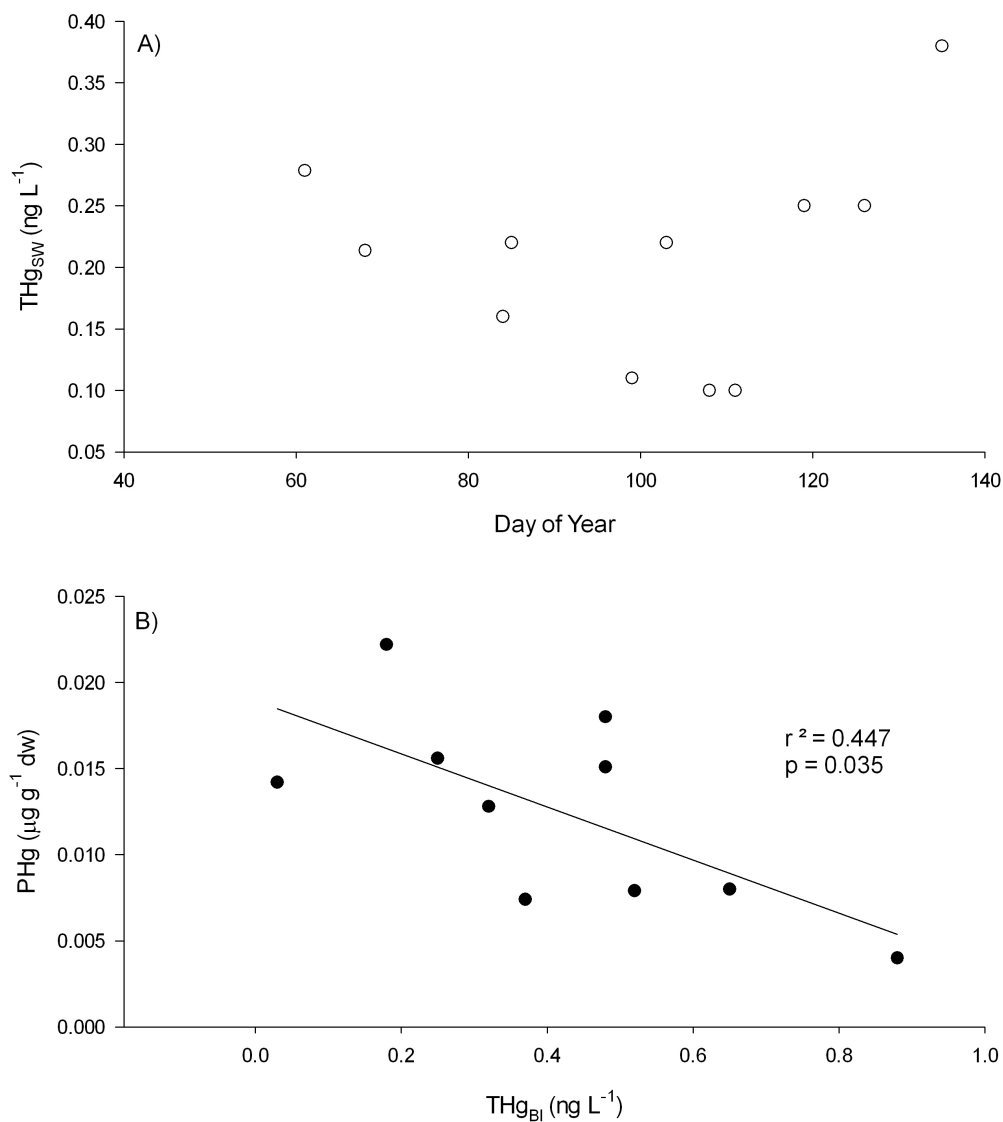 A)
0.40
0.35
0.30
0.25
0.20
0.15
0.10
0.05
THg_SW (ng L⁻¹)
40 60 80 100 120 140
Day of Year
B)
0.025
0.020
0.015
0.010
0.005
0.000
PHg (μg g⁻¹ dw)
r ² = 0.447
p = 0.035
0.0 0.2 0.4 0.6 0.8 1.0
THg_BI (ng L⁻¹)